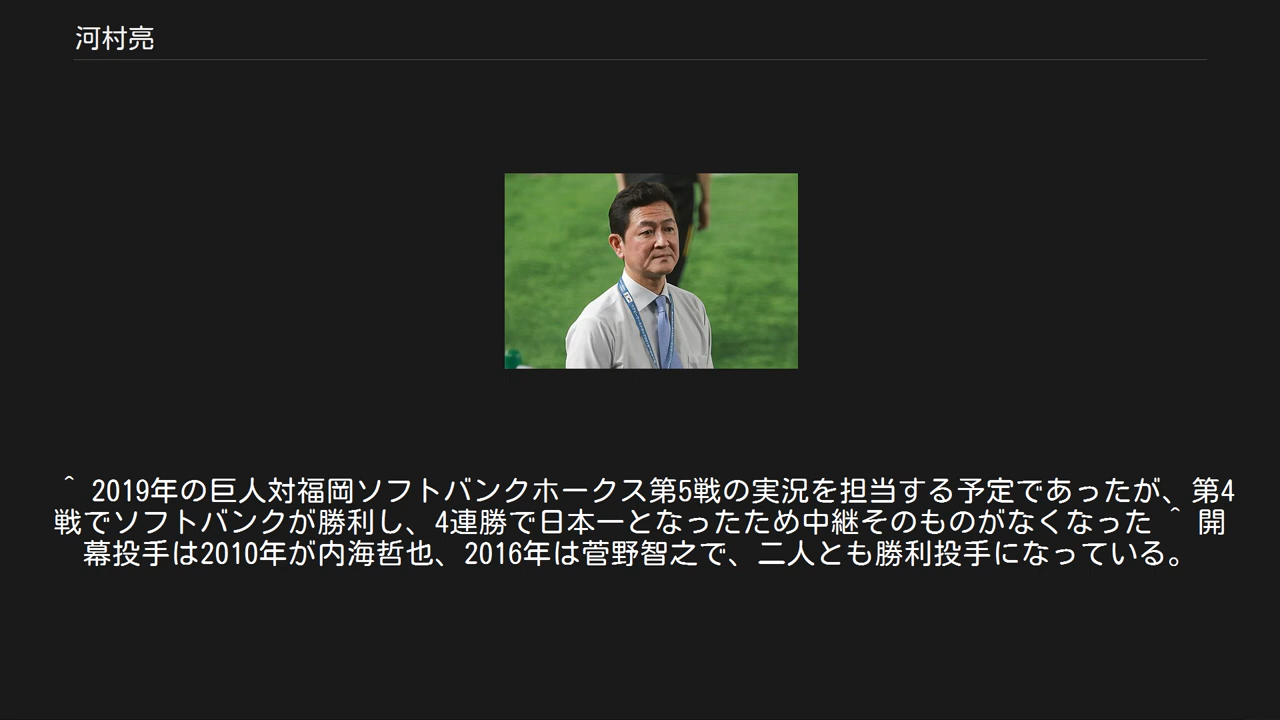 河村亮
^ 2019年の巨人対福岡ソフトバンクホークス第5戦の実況を担当する予定であったが、第4
戦でソフトバンクが勝利し、4連勝で日本一となったため中継そのものがなくなった ^ 開
幕投手は2010年が内海哲也、2016年は菅野智之で、二人とも勝利投手になっている。